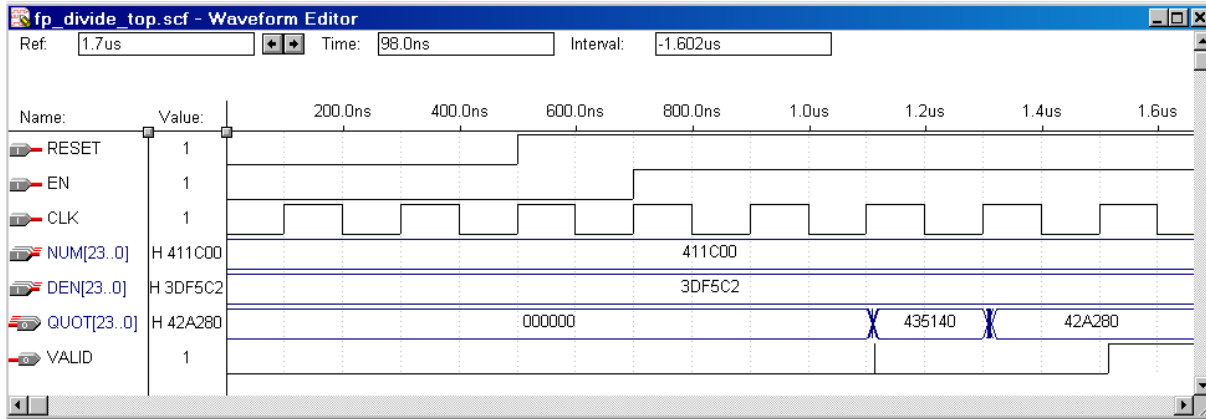 fp_divide_top.scf - Waveform Editor
Ref: 1.7us Time: 98.0ns Interval: -1.602us
Name: Value: 200.0ns 400.0ns 600.0ns 800.0ns 1.0us 1.2us 1.4us 1.6us
RESET 1
EN 1
CLK 1
NUM[23..0] H 411C00 411C00
DEN[23..0] H 3DF5C2 3DF5C2
QUOT[23..0] H 42A280 000000 435140 42A280
VALID 1